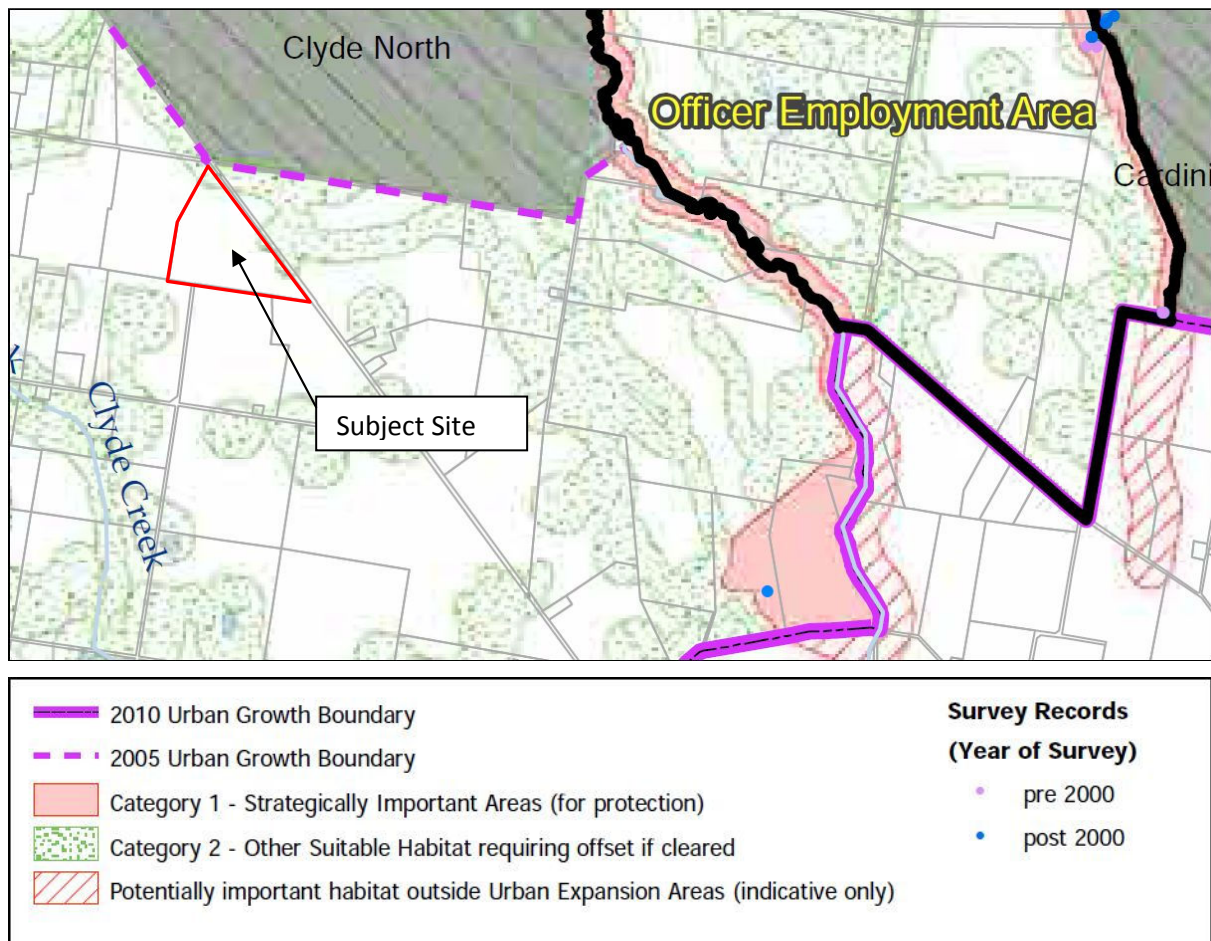 Clyde North
Officer Employment Area
Cardini
Subject Site
k
Clyde Creek
2010 Urban Growth Boundary
2005 Urban Growth Boundary
Category 1 - Strategically Important Areas (for protection)
Category 2 - Other Suitable Habitat requiring offset if cleared
Potentially important habitat outside Urban Expansion Areas (indicative only)
Survey Records
(Year of Survey)
pre 2000
post 2000